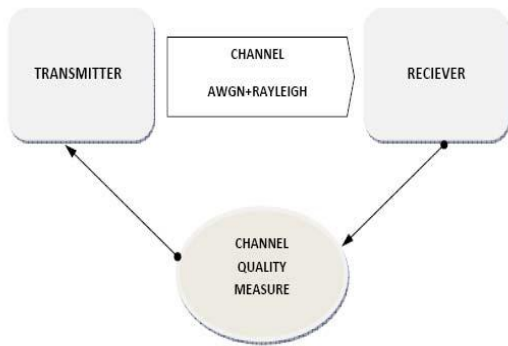 TRANSMITTER
CHANNEL
AWGN+RAYLEIGH
RECIEVER
CHANNEL
QUALITY
MEASURE